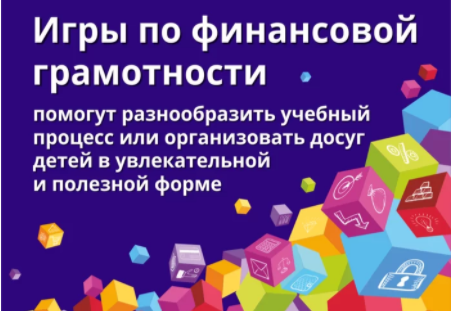 Игры по финансовой
грамотности
помогут разнообразить учебный
процесс или организовать досуг
детей в увлекательной
и полезной форме
%